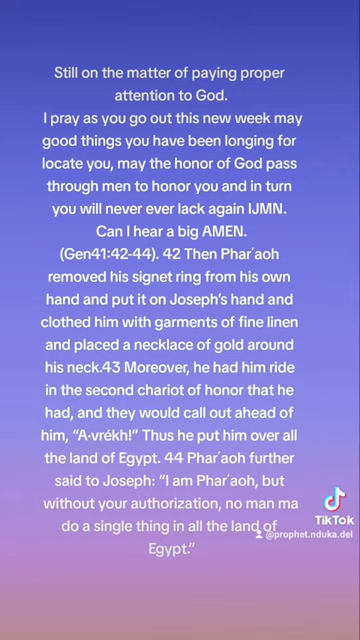 Still on the matter of paying proper
attention to God.
I pray as you go out this new week may
good things you have been longing for
locate you, may the honor of God pass
through men to honor you and in turn
you will never ever lack again IJMN.
Can I hear a big AMEN.
(Gen41:42-44). 42 Then Phar´aoh
removed his signet ring from his own
hand and put it on Joseph’s hand and
clothed him with garments of fine linen
and placed a necklace of gold around
his neck.43 Moreover, he had him ride
in the second chariot of honor that he
had, and they would call out ahead of
him, “A·vrékh!” Thus he put him over all
the land of Egypt. 44 Phar´aoh further
said to Joseph: “I am Phar´aoh, but
without your authorization, no man ma
do a single thing in all the land of
Egypt.”
TikTok
@prophet.nduka.dei